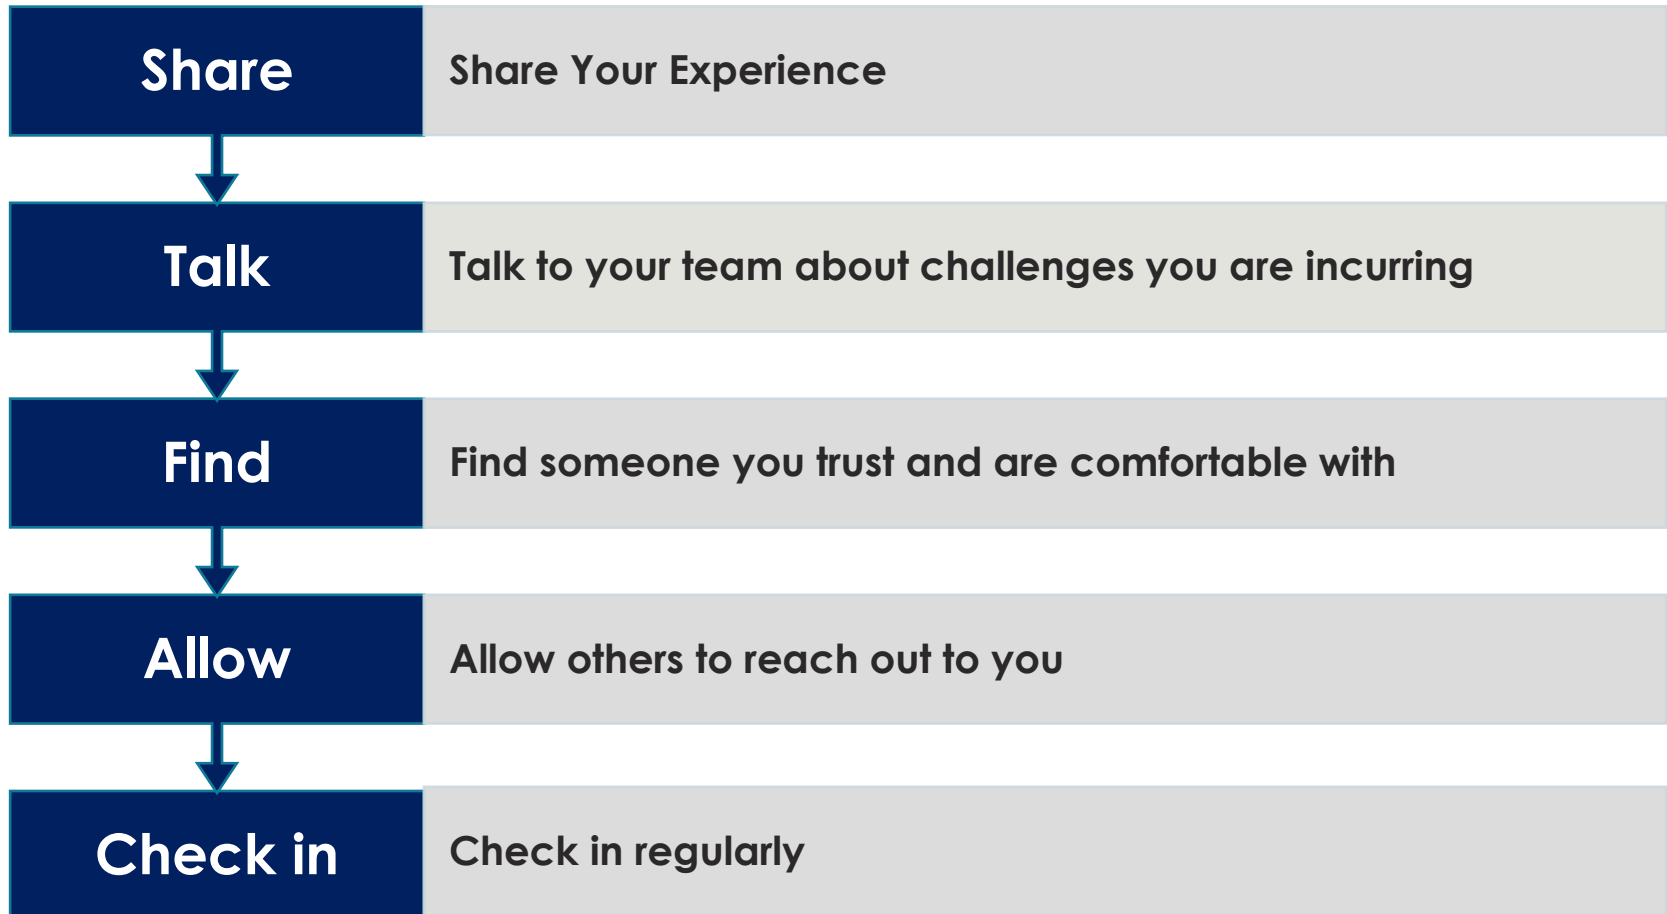 Share
Share Your Experience
Talk
Talk to your team about challenges you are incurring
Find
Find someone you trust and are comfortable with
Allow
Allow others to reach out to you
Check in
Check in regularly